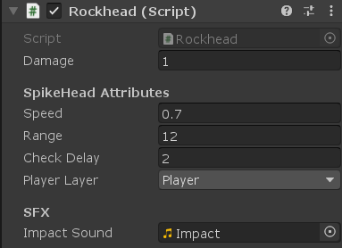 Rockhead (Script)
Script Rockhead
Damage 1
SpikeHead Attributes
Speed 0.7
Range 12
Check Delay 2
Player Layer Player
SFX
Impact Sound Impact